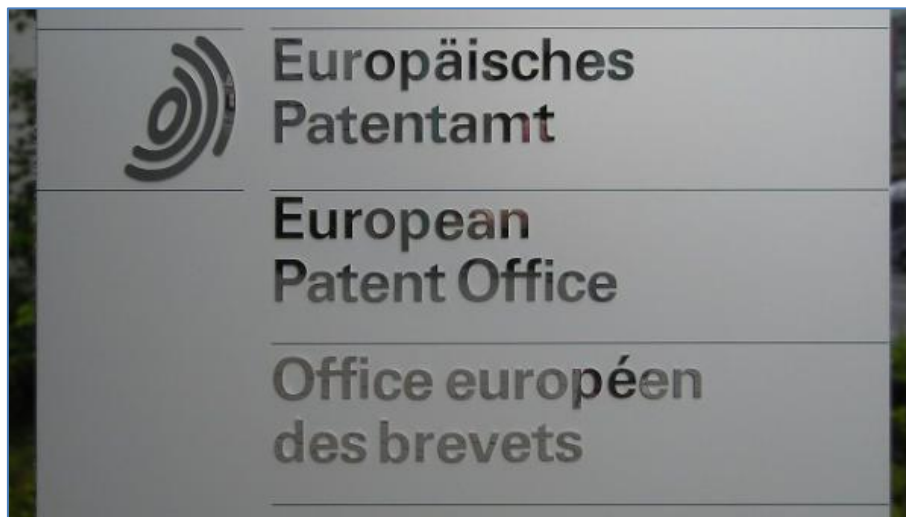 Europäisches
Patentamt
European
Patent Office
Office européen
des brevets